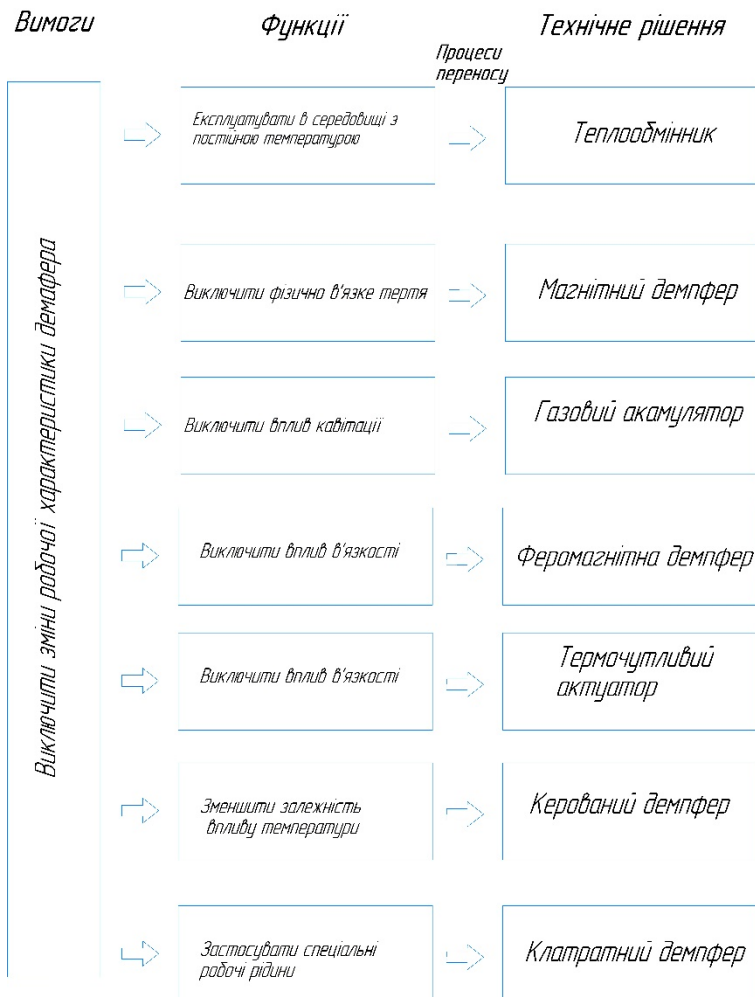 Вимоги
Функції
Технічне рішення
Процеси
переносу
Виключити зміни робочої характеристики демафера
Експлуатувати в середовищі з
постійною температурою
Теплообмінник
Виключити фізично в'язке тертя
Магнітний демпфер
Виключити вплив кавітації
Газовий акамулятор
Виключити вплив в'язкості
Феромагнітна демпфер
Виключити вплив в'язкості
Термочутливий
актуатор
Зменшити залежність
впливу температури
Керований демпфер
Застосувати спеціальні
робочі рідини
Клатратний демпфер